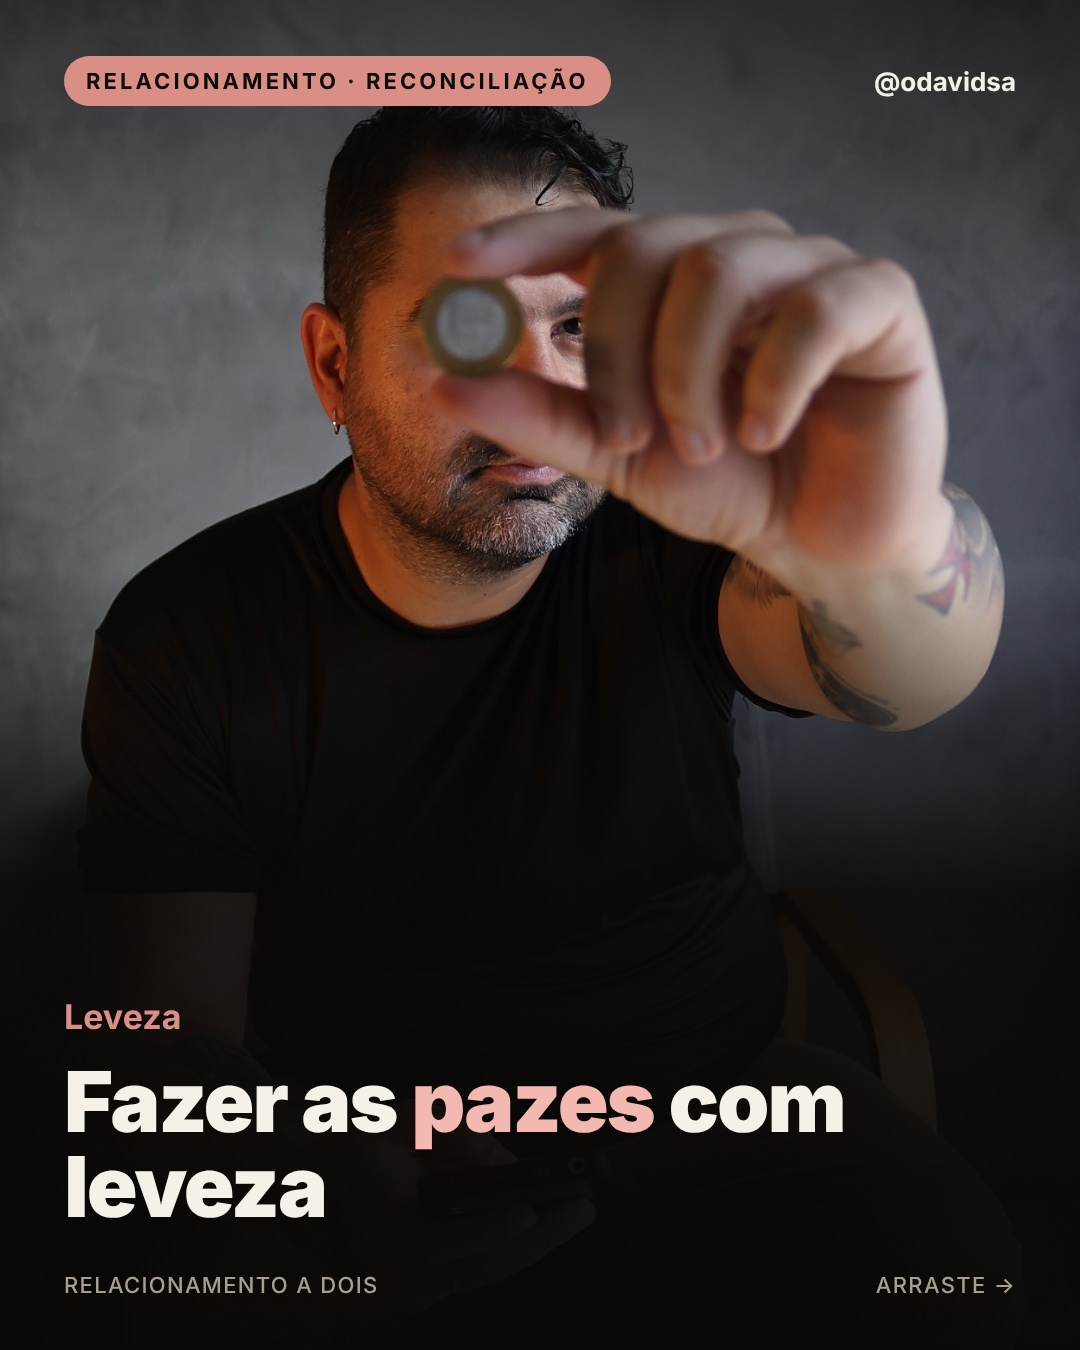 RELACIONAMENTO · RECONCILIAÇÃO
@odavidsa
Leveza
Fazer as pazes com
leveza
RELACIONAMENTO A DOIS
ARRASTE →